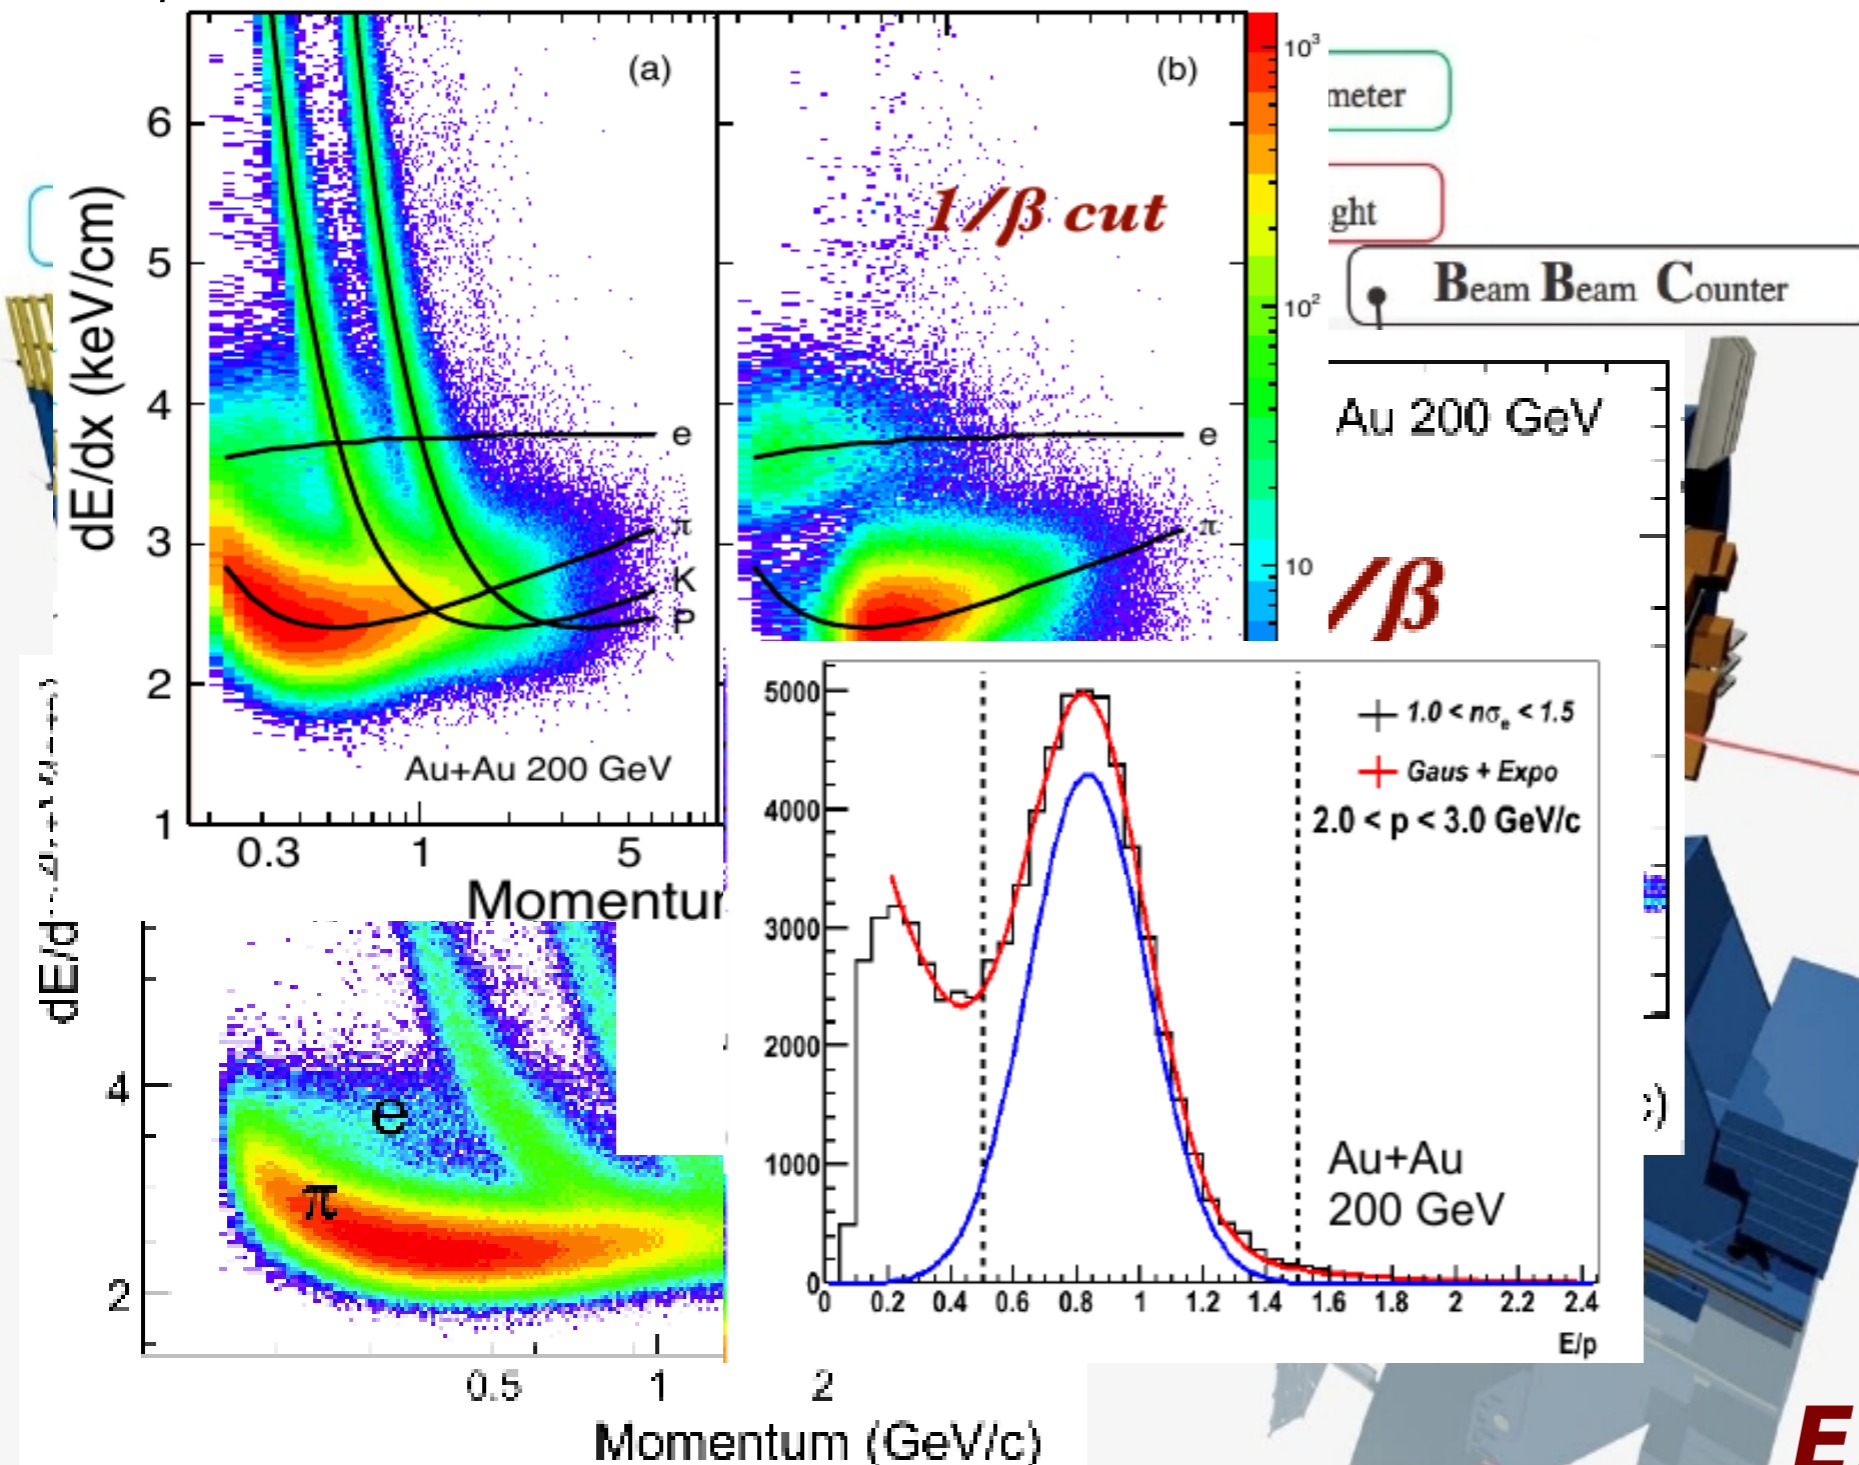 (a)
(b)
10³
meter
6
1/β cut
ght
5
10²
Beam Beam Counter
dE/dx (keV/cm)
4
e
e
Au 200 GeV
3
π
π
10
K
P
/β
2
Au+Au 200 GeV
1
0.3
1
5
Momentu
5000
4000
3000
2000
1000
0
1.0 < nσe < 1.5
Gaus + Expo
2.0 < p < 3.0 GeV/c
Au+Au
200 GeV
0
0.2
0.4
0.6
0.8
1
1.2
1.4
1.6
1.8
2
2.2
2.4
E/p
dE/d
4
e
π
2
0.5
1
2
Momentum (GeV/c)
c)
E